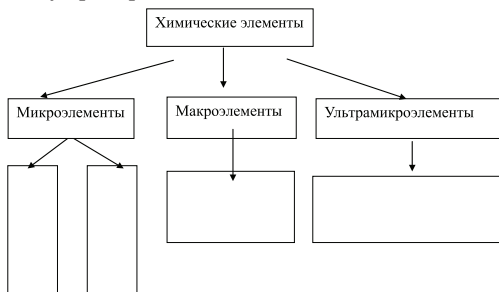 Химические элементы
Микроэлементы
Макроэлементы
Ультрамикроэлементы